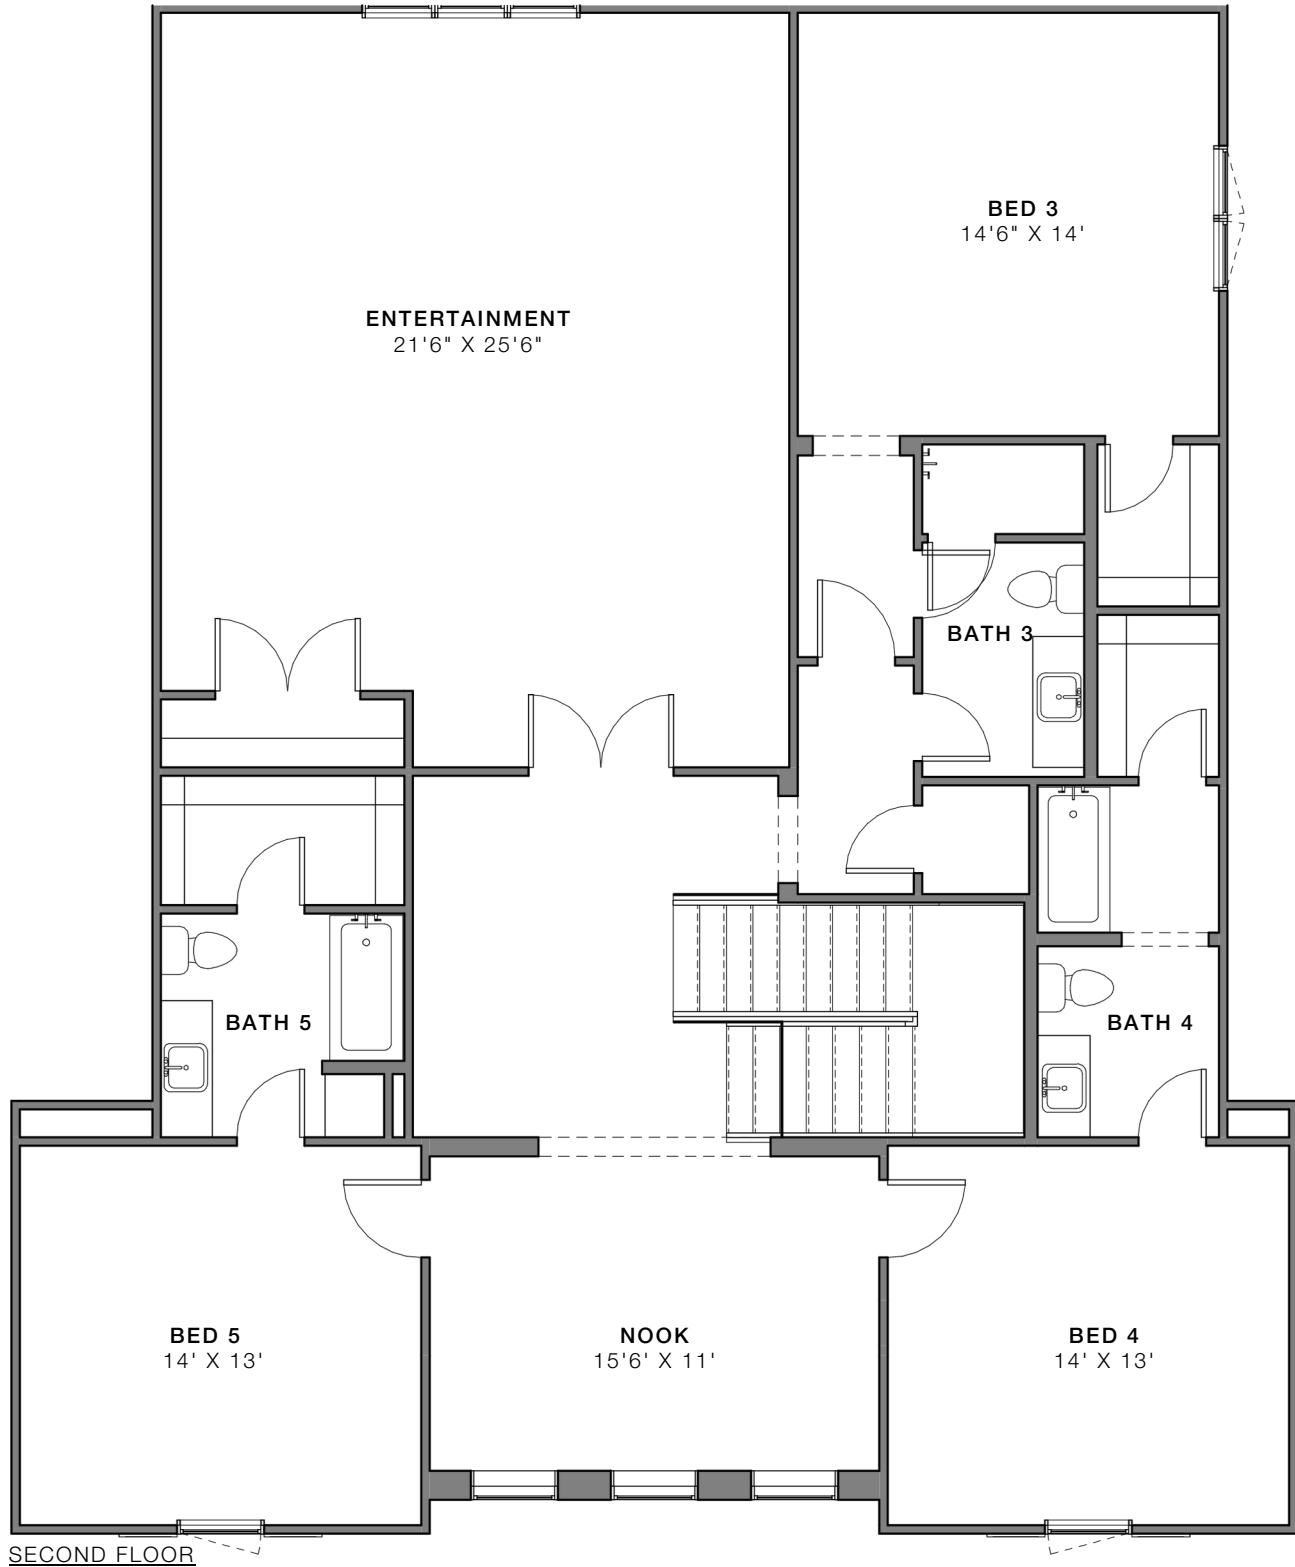 BED 3
14'6" X 14'
ENTERTAINMENT
21'6" X 25'6"
BATH 3
BATH 5
BATH 4
BED 5
14' X 13'
NOOK
15'6' X 11'
BED 4
14' X 13'
SECOND FLOOR